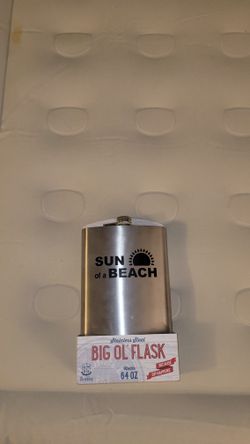 SUN
of a BEACH
Stainless Steel
BIG OL' FLASK
64 OZ